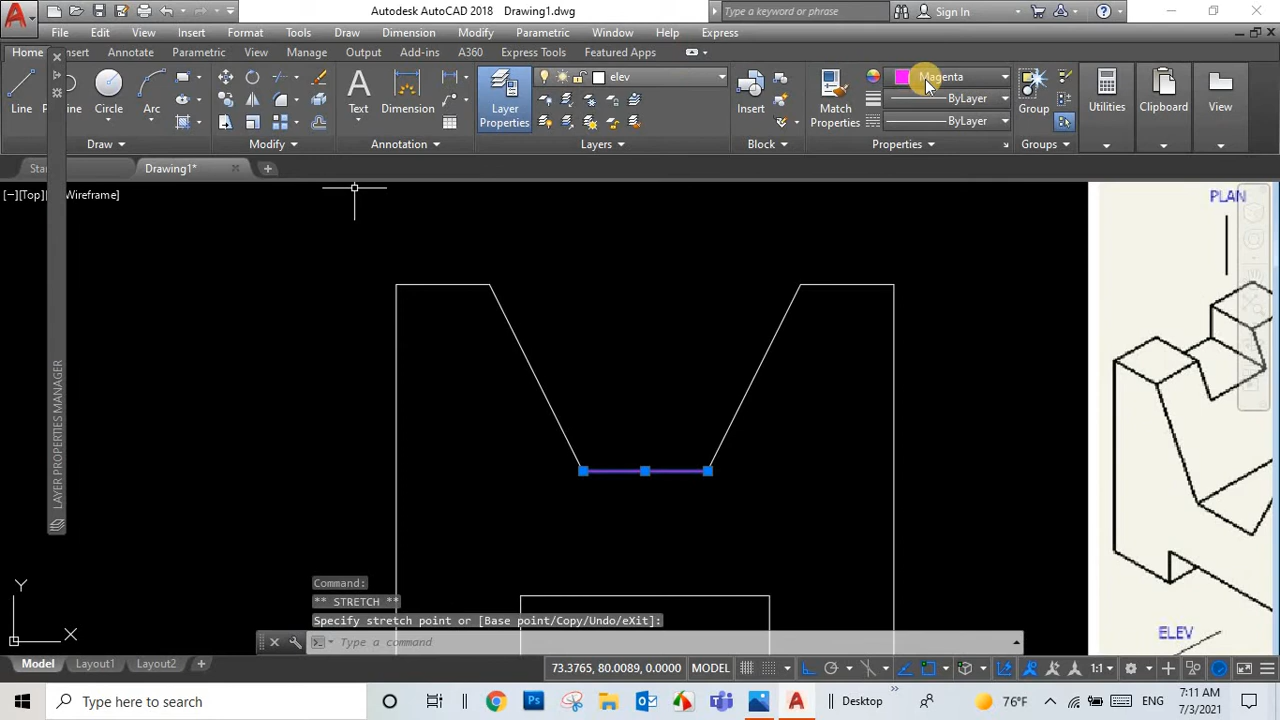 Autodesk AutoCAD 2018 Drawing1.dwg
Type a keyword or phrase
Sign In
File Edit View Insert Format Tools Draw Dimension Modify Parametric Window Help Express
Home Insert Annotate Parametric View Manage Output Add-ins A360 Express Tools Featured Apps
elev
Magenta
ByLayer
ByLayer
Line Circle Arc Text Dimension Layer Properties Insert Match Properties Group Utilities Clipboard View
Draw Modify Annotation Layers Block Properties Groups
Drawing1*
[−][Top] Wireframe]
PLAN
LAYER PROPERTIES MANAGER
Command:
** STRETCH **
Specify stretch point or [Base point/Copy/Undo/eXit]:
Type a command
ELEV
Y
X
Model Layout1 Layout2 +
73.3765, 80.0089, 0.0000 MODEL 1:1
Type here to search
Desktop
76°F
ENG
7:11 AM
7/3/2021